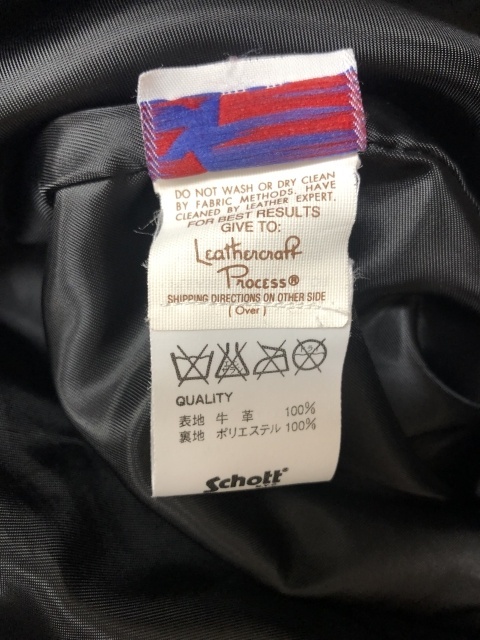 DO NOT WASH OR DRY CLEAN
BY FABRIC METHODS. HAVE
CLEANED BY LEATHER EXPERT.
FOR BEST RESULTS
GIVE TO:
Leathercraft
Process®
SHIPPING DIRECTIONS ON OTHER SIDE
(Over)
QUALITY
表地 牛 革 100%
裏地 ポリエステル 100%
Schott